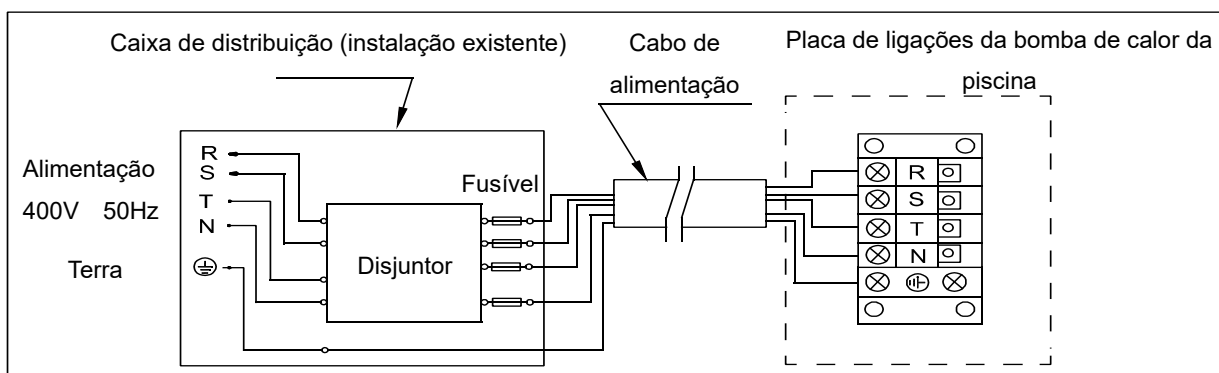 Caixa de distribuição (instalação existente)
Cabo de
alimentação
Placa de ligações da bomba de calor da
piscina
Alimentação
400V 50Hz
Terra
R
S
T
N
Disjuntor
Fusível
R
S
T
N